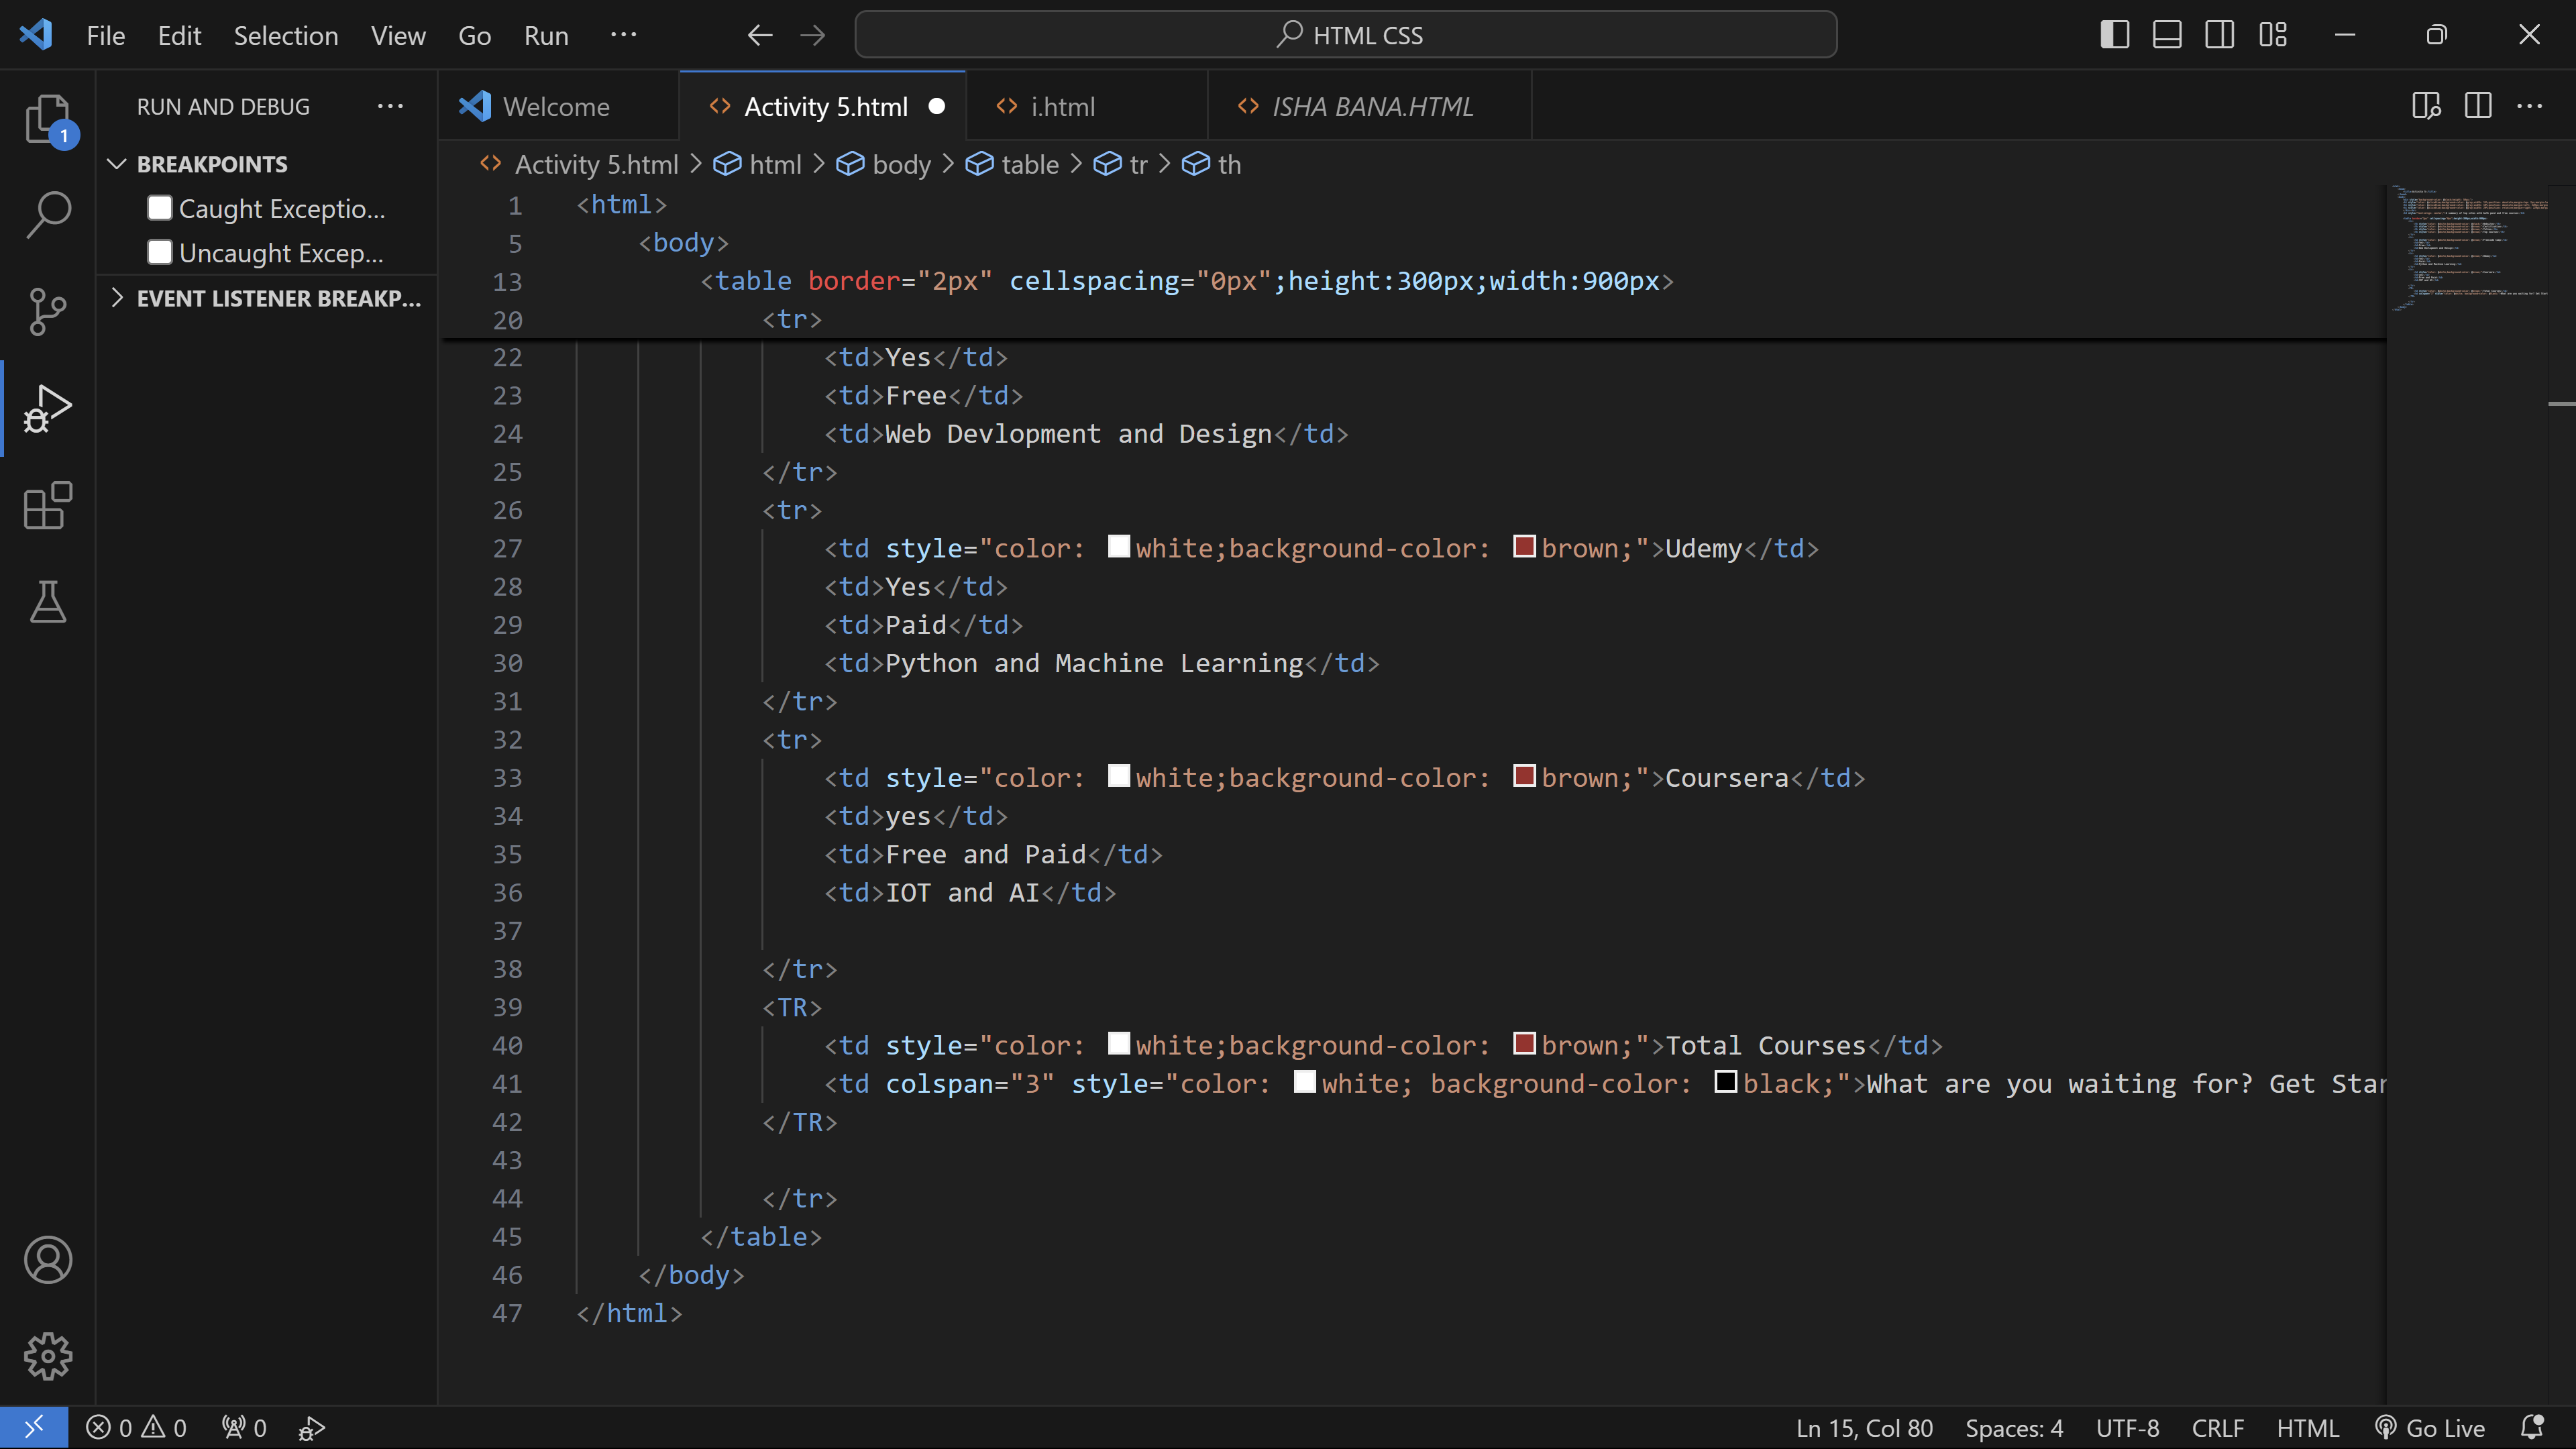 File Edit Selection View Go Run ··· HTML CSS
RUN AND DEBUG ···
Welcome Activity 5.html i.html ISHA BANA.HTML ···
1
BREAKPOINTS
Caught Exceptio...
Uncaught Excep...
EVENT LISTENER BREAKP...
Activity 5.html > html > body > table > tr > th
1 <html>
5 <body>
13 <table border="2px" cellspacing="0px";height:300px;width:900px>
20 <tr>
22 <td>Yes</td>
23 <td>Free</td>
24 <td>Web Devlopment and Design</td>
25 </tr>
26 <tr>
27 <td style="color: white;background-color: brown;">Udemy</td>
28 <td>Yes</td>
29 <td>Paid</td>
30 <td>Python and Machine Learning</td>
31 </tr>
32 <tr>
33 <td style="color: white;background-color: brown;">Coursera</td>
34 <td>yes</td>
35 <td>Free and Paid</td>
36 <td>IOT and AI</td>
37
38 </tr>
39 <TR>
40 <td style="color: white;background-color: brown;">Total Courses</td>
41 <td colspan="3" style="color: white; background-color: black;">What are you waiting for? Get Star
42 </TR>
43
44 </tr>
45 </table>
46 </body>
47 </html>
0 0 0 Ln 15, Col 80 Spaces: 4 UTF-8 CRLF HTML Go Live